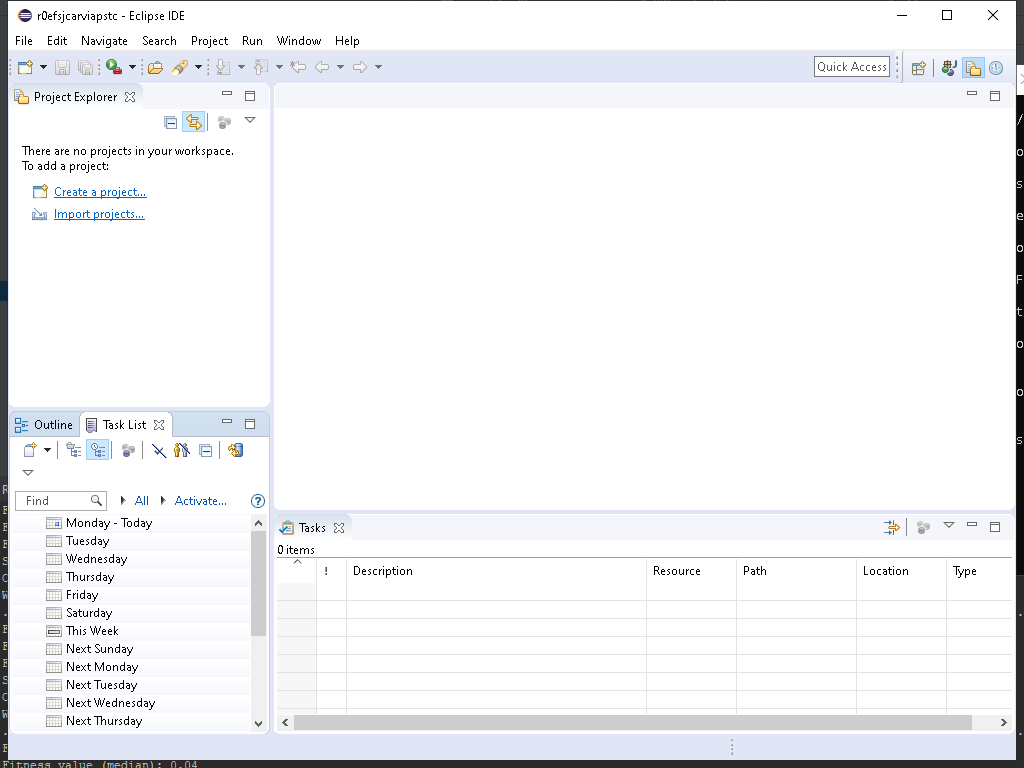 r0efsjcarviapstc - Eclipse IDE
File Edit Navigate Search Project Run Window Help
Quick Access
Project Explorer
There are no projects in your workspace.
To add a project:
Create a project...
Import projects...
Outline Task List
Find All Activate...
Monday - Today
Tuesday
Wednesday
Thursday
Friday
Saturday
This Week
Next Sunday
Next Monday
Next Tuesday
Next Wednesday
Next Thursday
Tasks
0 items
! Description Resource Path Location Type
Fitness value (median): 0.04